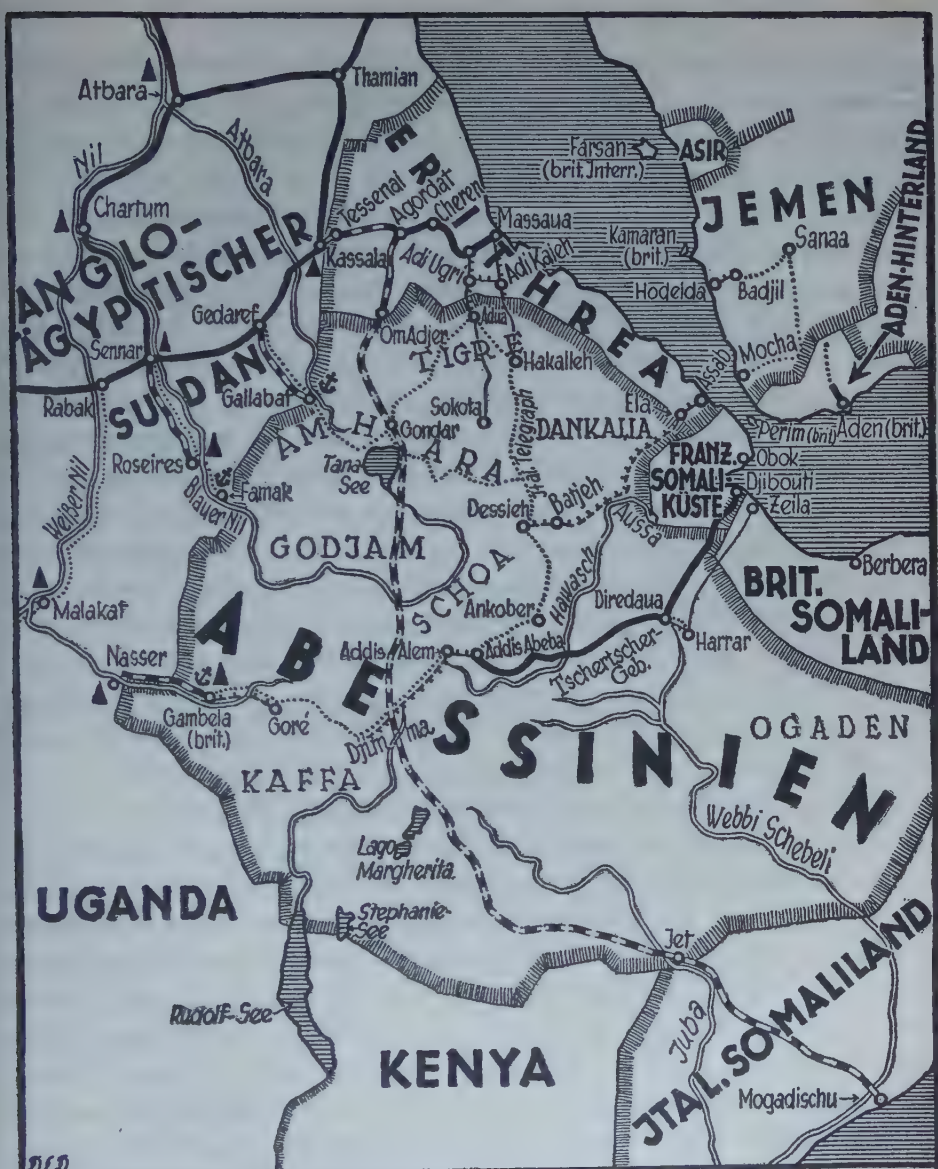 Thamian
Atbara
Atbara
Nil
Chartum
ANGLO-
ÄGYPTISCHER
SUDAN
ERITHREA
Tessenai
Agordat
Cheren
Massaua
Kassala
Adi Ugri
Adi Kaieh
Farsan
(brit. Interr.)
ASIR
JEMEN
ADEN-HINTERLAND
Kamaran
(brit.)
Sanaa
Hodeida
Badjil
Mocha
Assab
Perim (brit)
Aden (brit.)
Gedaref
Sennar
Rabak
Gallabat
Om Adjer
Adua
TIGRE
Hakalleh
Sokota
Gondar
AMHARA
Tana
See
Ital Telegraph
DANKALIA
Ela
FRANZ.
SOMALI-
KÜSTE
Obok
Djibouti
Zeila
Berbera
Roseires
Famak
Blauer Nil
Weißer Nil
Dessieh
Batjeh
Aussa
GODJAM
SCHOA
Ankober
Hawasch
Diredaua
BRIT.
SOMALI-
LAND
Malakaf
Nasser
ABESSINIEN
Addis Alem
Addis Abeba
Tschertscher-
Geb.
Harrar
Gambela
(brit.)
Goré
Djimma
OGADEN
KAFFA
Webbi Schebeli
Lago
Margherita
UGANDA
Stephanie-
See
Jet
Rudolf-See
Juba
JTAL. SOMALILAND
KENYA
Mogadischu